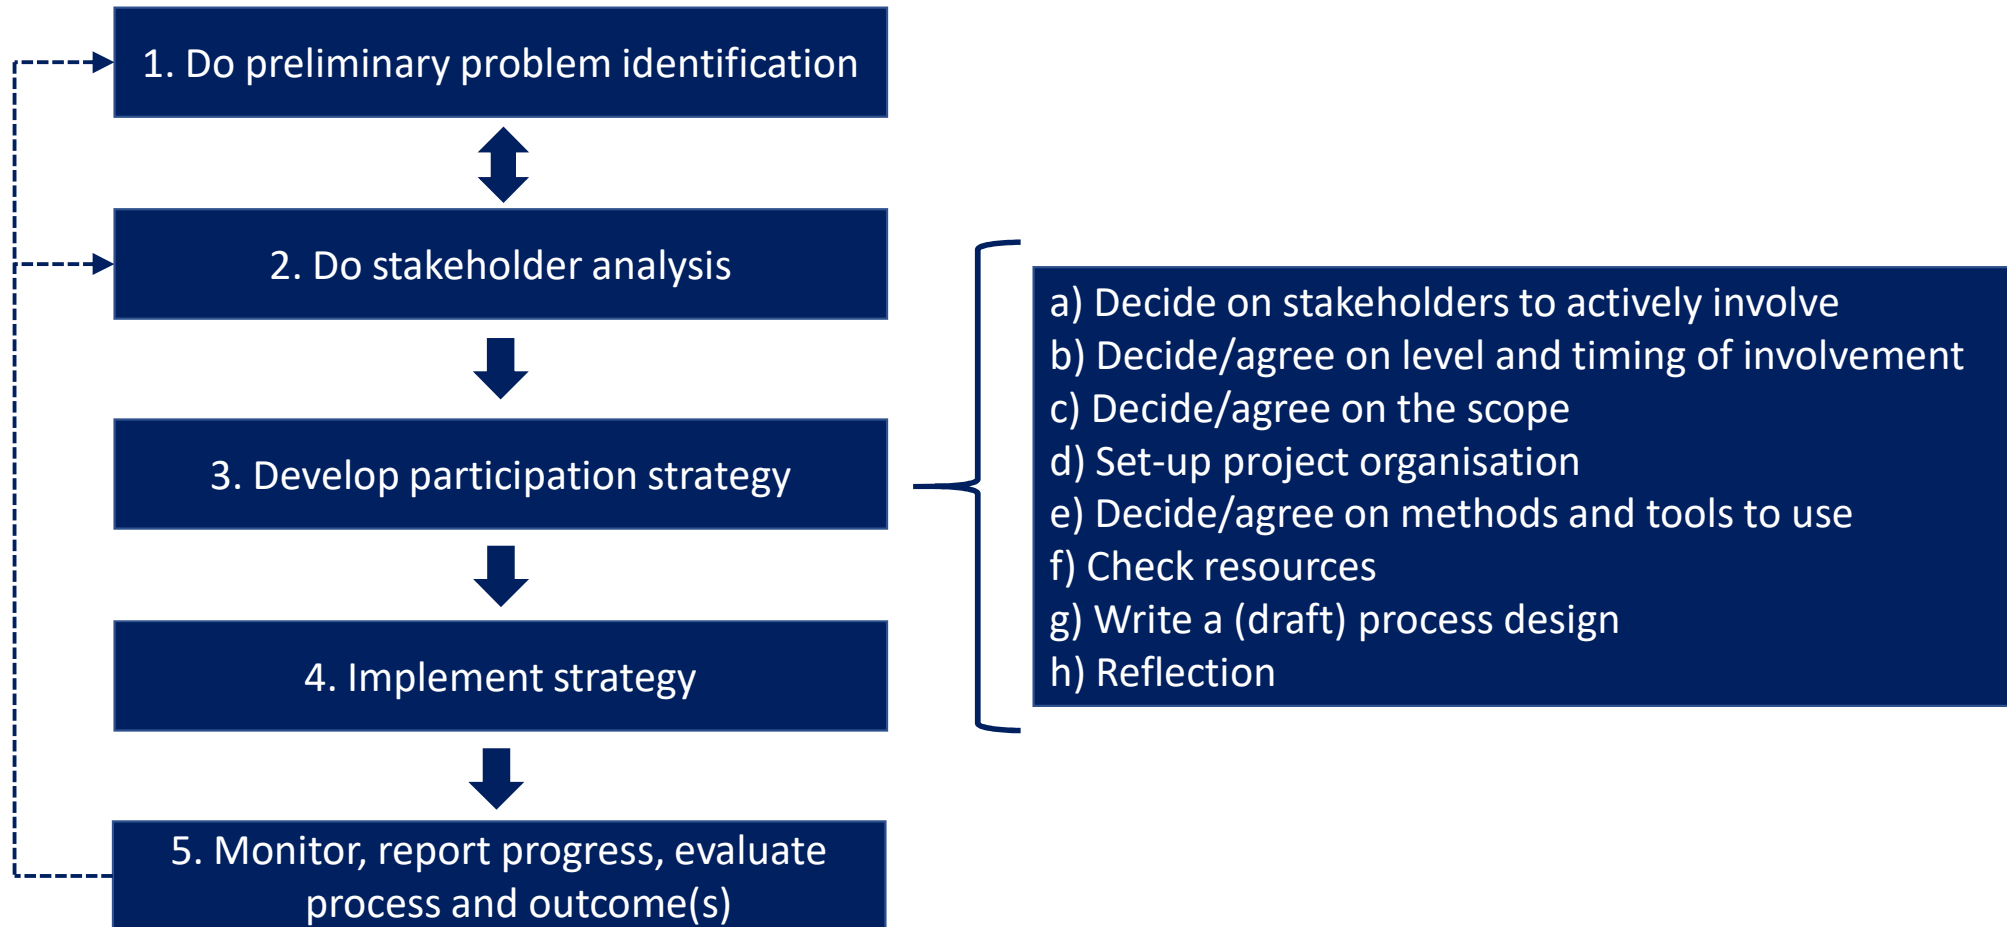 1. Do preliminary problem identification
2. Do stakeholder analysis
3. Develop participation strategy
4. Implement strategy
5. Monitor, report progress, evaluate
process and outcome(s)
a) Decide on stakeholders to actively involve
b) Decide/agree on level and timing of involvement
c) Decide/agree on the scope
d) Set-up project organisation
e) Decide/agree on methods and tools to use
f) Check resources
g) Write a (draft) process design
h) Reflection